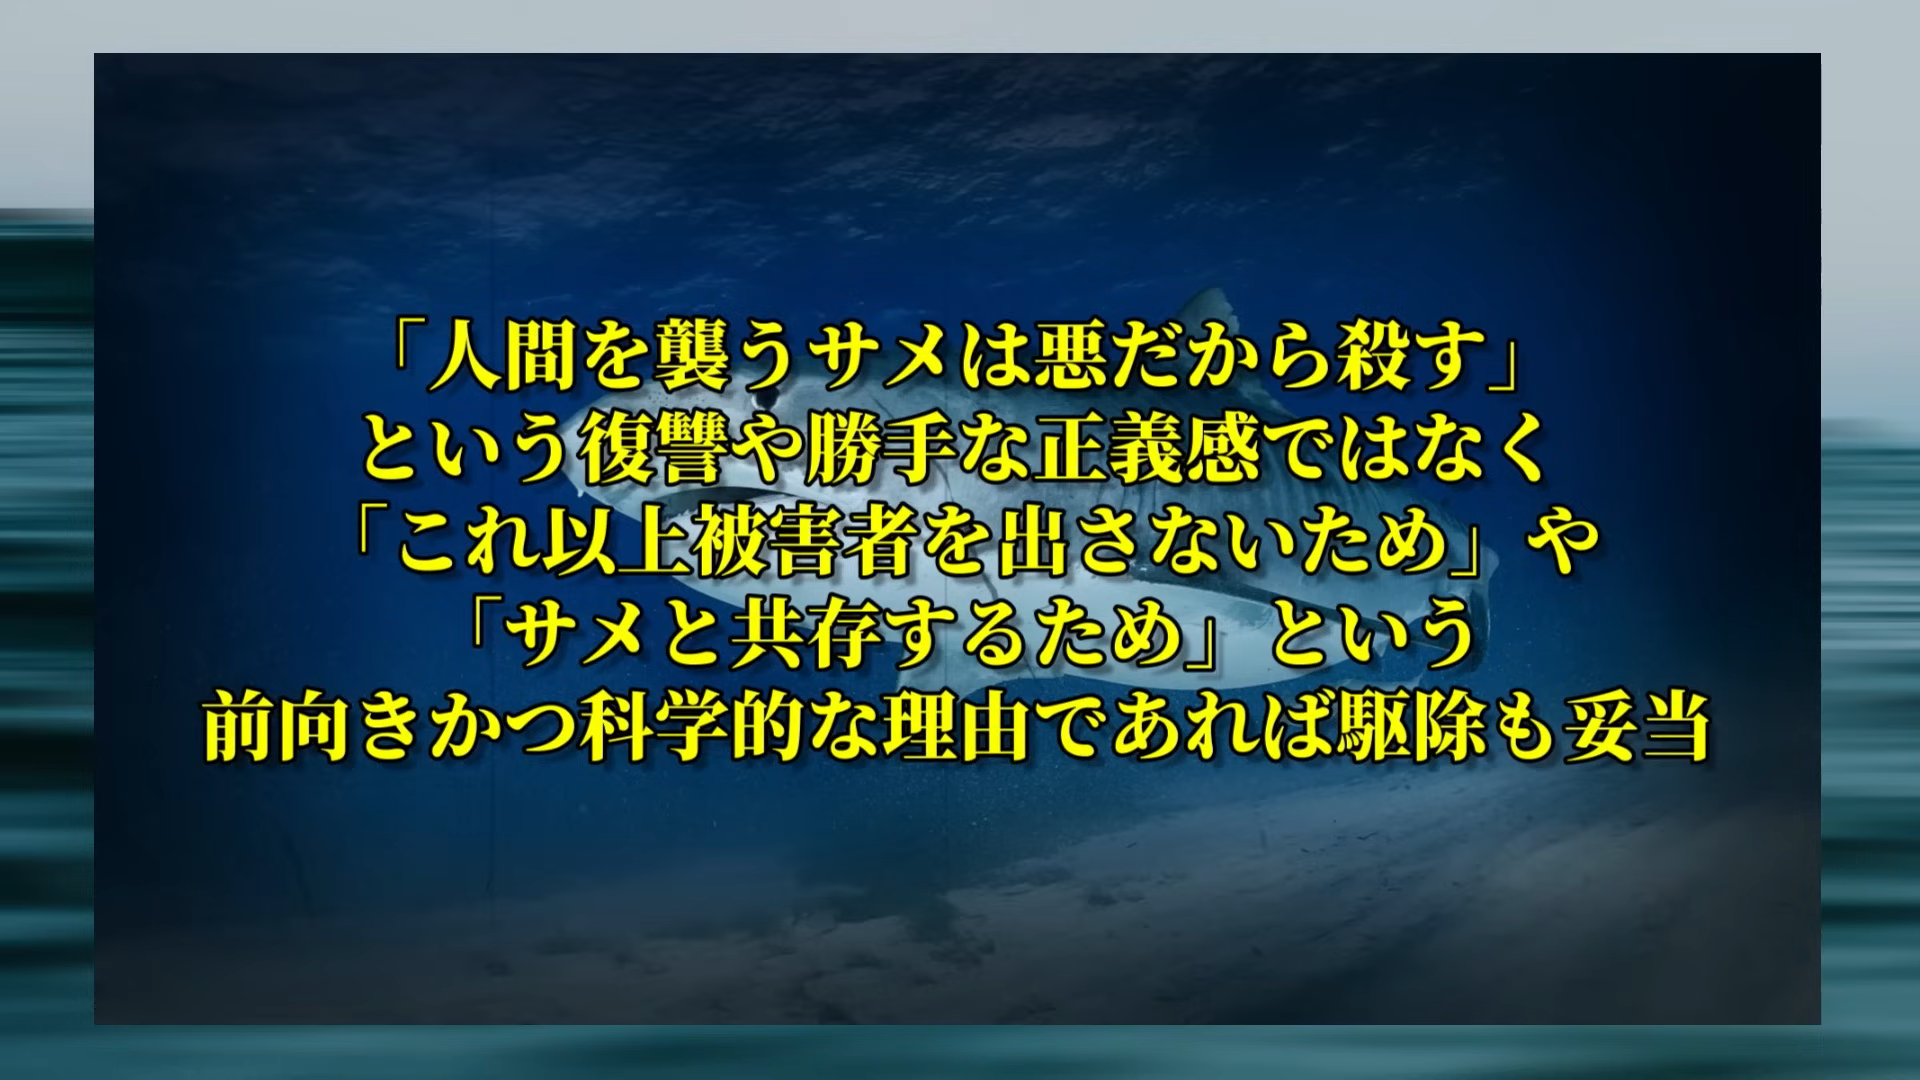 「人間を襲うサメは悪だから殺す」
という復讐や勝手な正義感ではなく
「これ以上被害者を出さないため」や
「サメと共存するため」という
前向きかつ科学的な理由であれば駆除も妥当